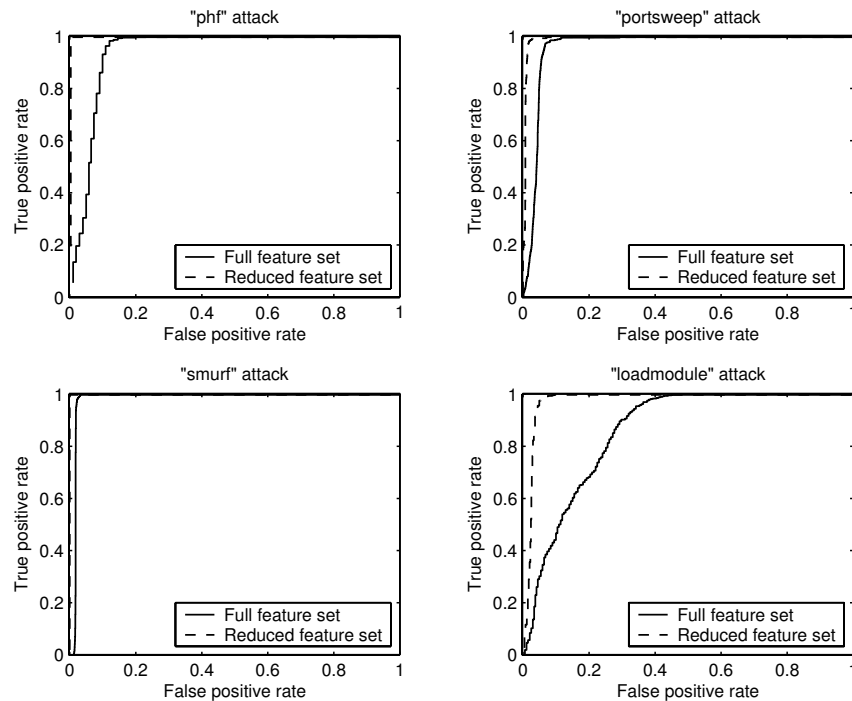 "phf" attack
1
0.8
0.6
0.4
0.2
0
True positive rate
Full feature set
Reduced feature set
0 0.2 0.4 0.6 0.8 1
False positive rate
"portsweep" attack
1
0.8
0.6
0.4
0.2
0
True positive rate
Full feature set
Reduced feature set
0 0.2 0.4 0.6 0.8 1
False positive rate
"smurf" attack
1
0.8
0.6
0.4
0.2
0
True positive rate
Full feature set
Reduced feature set
0 0.2 0.4 0.6 0.8 1
False positive rate
"loadmodule" attack
1
0.8
0.6
0.4
0.2
0
True positive rate
Full feature set
Reduced feature set
0 0.2 0.4 0.6 0.8 1
False positive rate